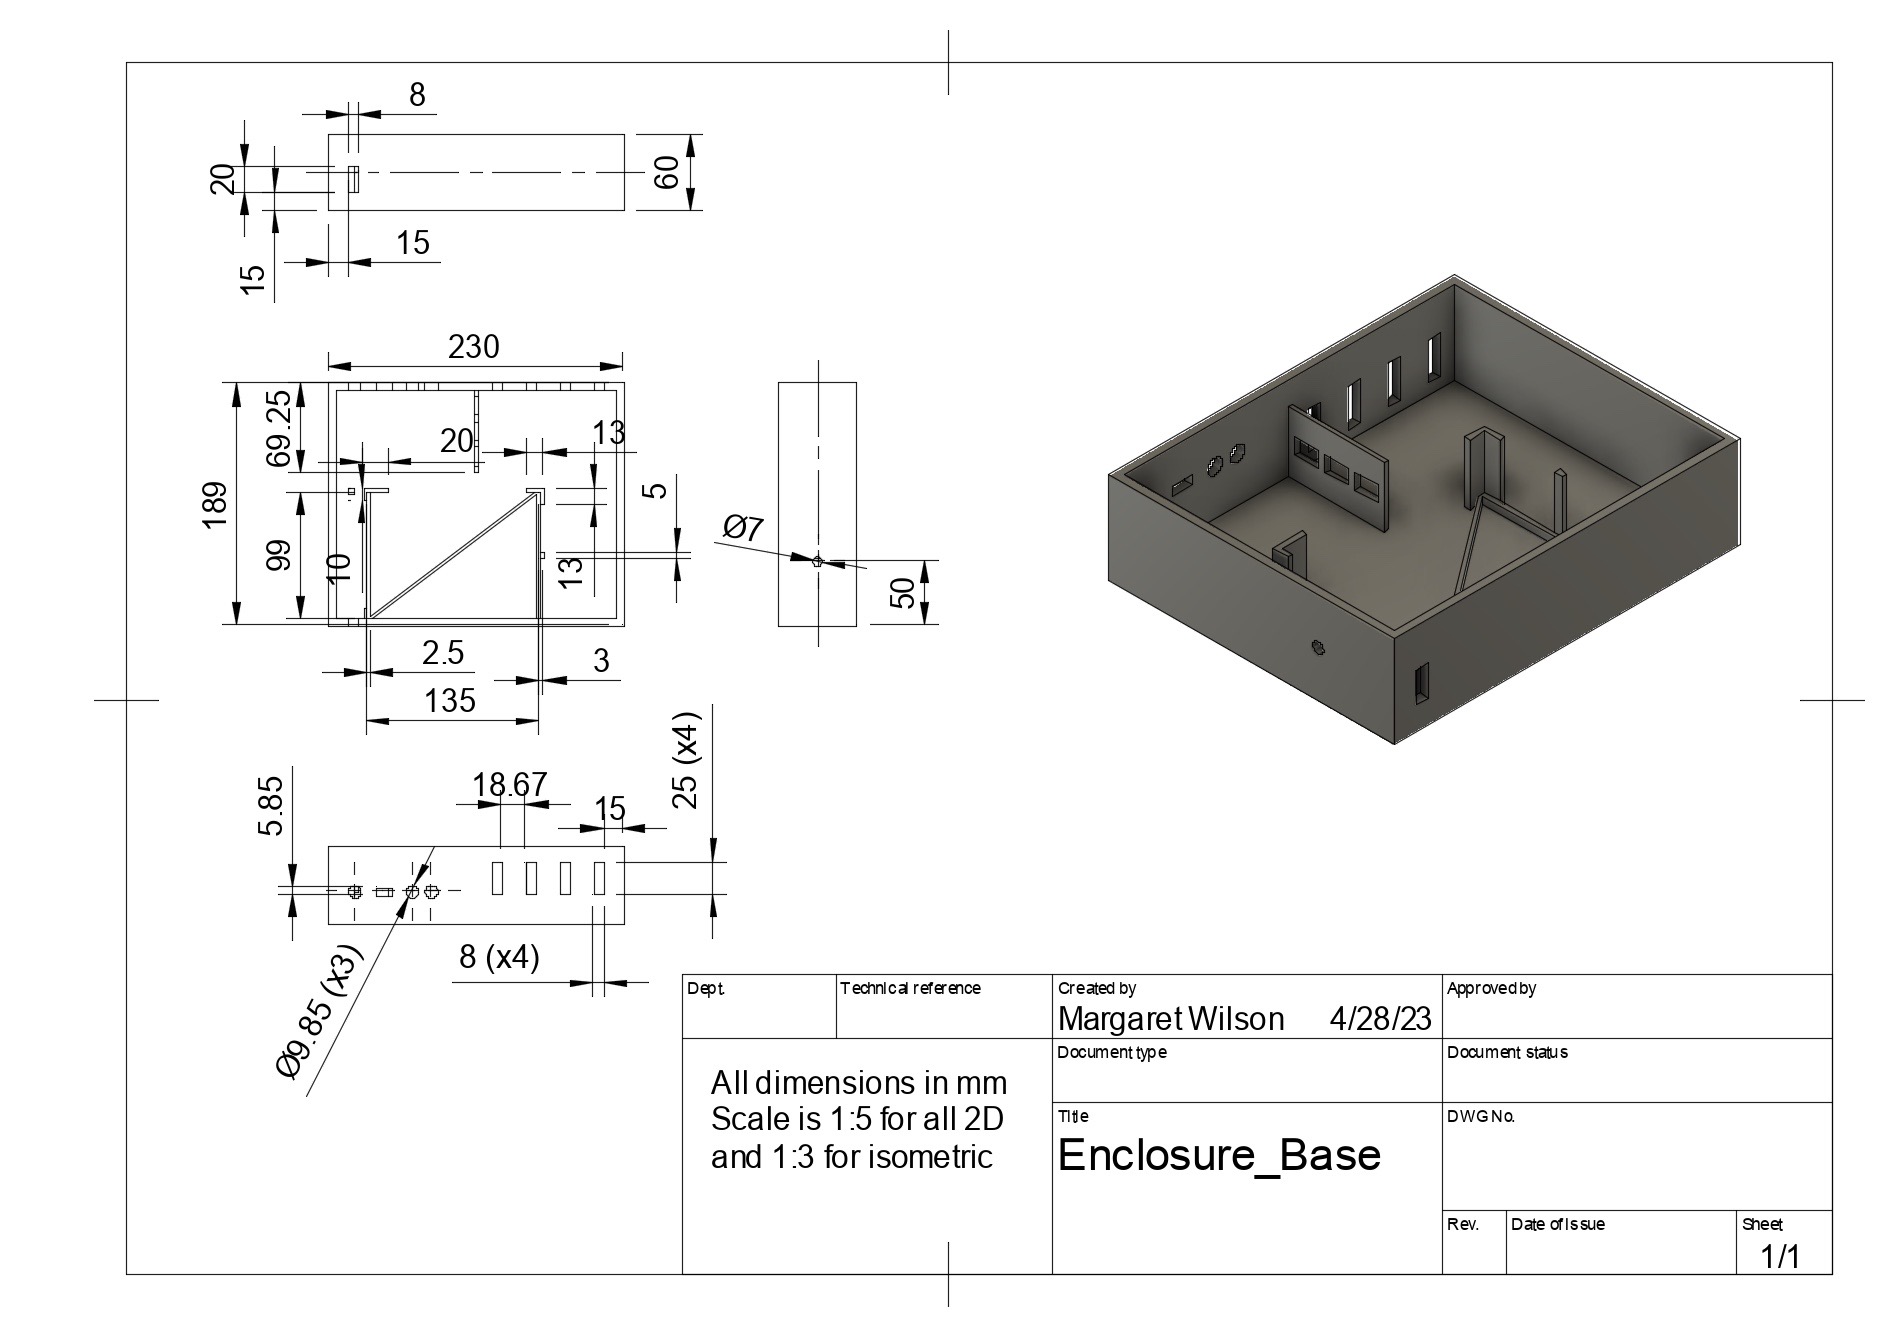 8
20
60
15
15
230
69.25
20
13
189
99
10
5
13
Ø7
50
2.5
3
135
25 (x4)
18.67
15
5.85
8 (x4)
Ø9.85 (x3)
Dept.
Technical reference
Created by
Approved by
Margaret Wilson 4/28/23
Document type
Document status
All dimensions in mm
Scale is 1:5 for all 2D
and 1:3 for isometric
Title
DWG No.
Enclosure_Base
Rev.
Date of issue
Sheet
1/1